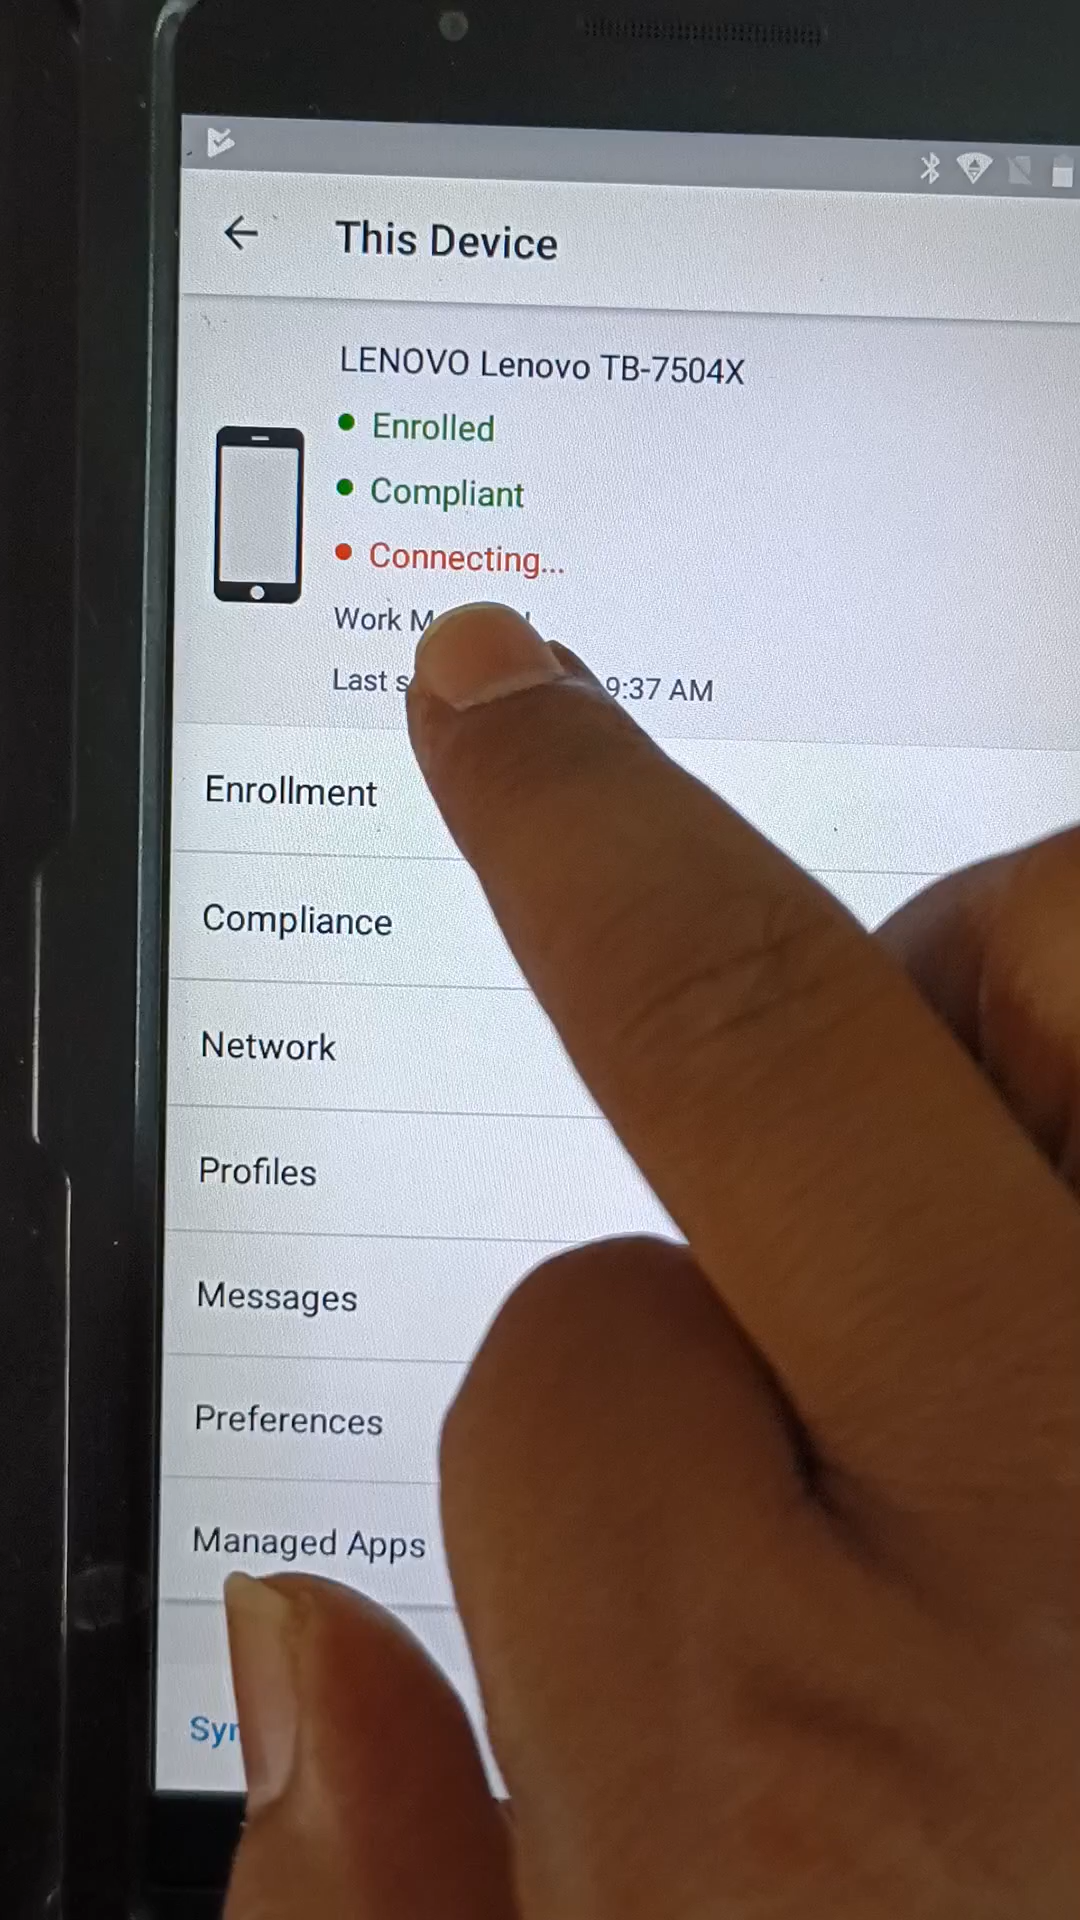 This Device
LENOVO Lenovo TB-7504X
Enrolled
Compliant
Connecting...
Work
Last 9:37 AM
Enrollment
Compliance
Network
Profiles
Messages
Preferences
Managed Apps